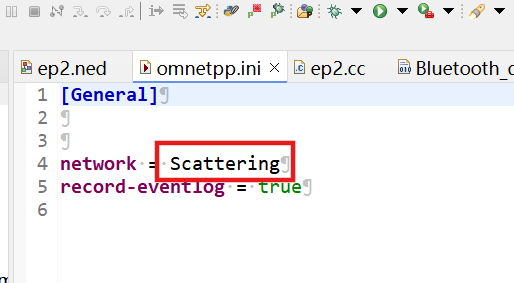 ep2.ned
omnetpp.ini
ep2.cc
Bluetooth_
1 [General]¶
2 ¶
3 ¶
4 network = Scattering¶
5 record-eventlog = true¶
6